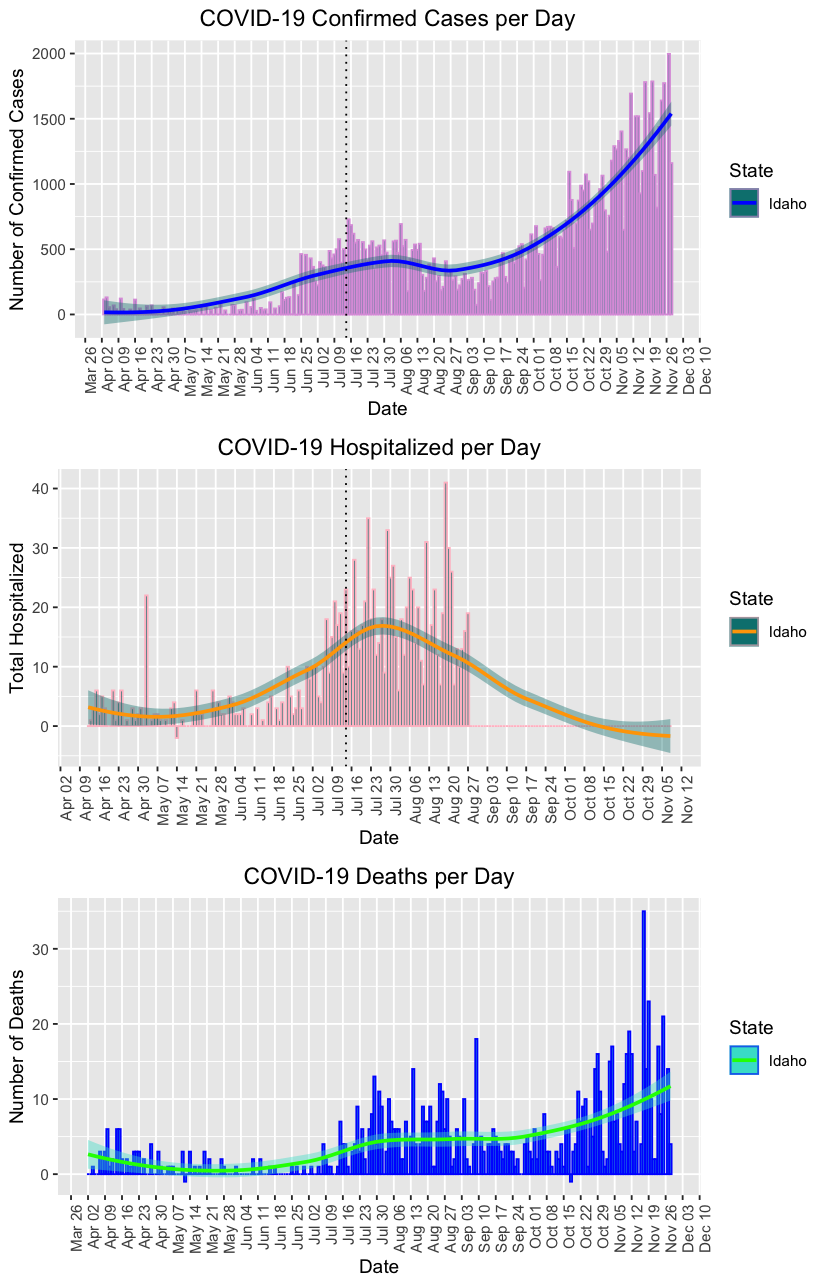 COVID-19 Confirmed Cases per Day
Number of Confirmed Cases
2000
1500
1000
500
0
Mar 26
Apr 02
Apr 09
Apr 16
Apr 23
Apr 30
May 07
May 14
May 21
May 28
Jun 04
Jun 11
Jun 18
Jun 25
Jul 02
Jul 09
Jul 16
Jul 23
Jul 30
Aug 06
Aug 13
Aug 20
Aug 27
Sep 03
Sep 10
Sep 17
Sep 24
Oct 01
Oct 08
Oct 15
Oct 22
Oct 29
Nov 05
Nov 12
Nov 19
Nov 26
Dec 03
Dec 10
Date
State
Idaho
COVID-19 Hospitalized per Day
Total Hospitalized
40
30
20
10
0
Apr 02
Apr 09
Apr 16
Apr 23
Apr 30
May 07
May 14
May 21
May 28
Jun 04
Jun 11
Jun 18
Jun 25
Jul 02
Jul 09
Jul 16
Jul 23
Jul 30
Aug 06
Aug 13
Aug 20
Aug 27
Sep 03
Sep 10
Sep 17
Sep 24
Oct 01
Oct 08
Oct 15
Oct 22
Oct 29
Nov 05
Nov 12
Date
State
Idaho
COVID-19 Deaths per Day
Number of Deaths
30
20
10
0
Mar 26
Apr 02
Apr 09
Apr 16
Apr 23
Apr 30
May 07
May 14
May 21
May 28
Jun 04
Jun 11
Jun 18
Jun 25
Jul 02
Jul 09
Jul 16
Jul 23
Jul 30
Aug 06
Aug 13
Aug 20
Aug 27
Sep 03
Sep 10
Sep 17
Sep 24
Oct 01
Oct 08
Oct 15
Oct 22
Oct 29
Nov 05
Nov 12
Nov 19
Nov 26
Dec 03
Dec 10
Date
State
Idaho